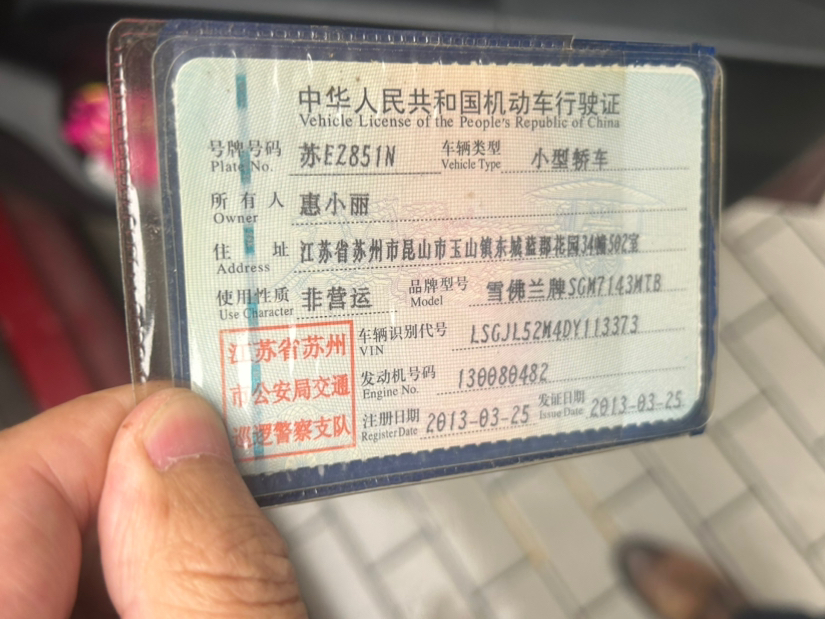 中华人民共和国机动车行驶证
Vehicle License of the People's Republic of China
号牌号码 苏EZ851N 车辆类型 小型轿车
Plate No. Vehicle Type
所有人 惠小丽
Owner
住址 江苏省苏州市昆山市玉山镇东城蓝郡花园34幢502室
Address
使用性质 非营运 品牌型号 雪佛兰牌SGM7143MTB
Use Character Model
江苏省苏州
市公安局交通
巡逻警察支队
车辆识别代号 LSGJL52M4DY113373
VIN
发动机号码 130080482
Engine No.
注册日期 2013-03-25 发证日期 2013-03-25
Register Date Issue Date